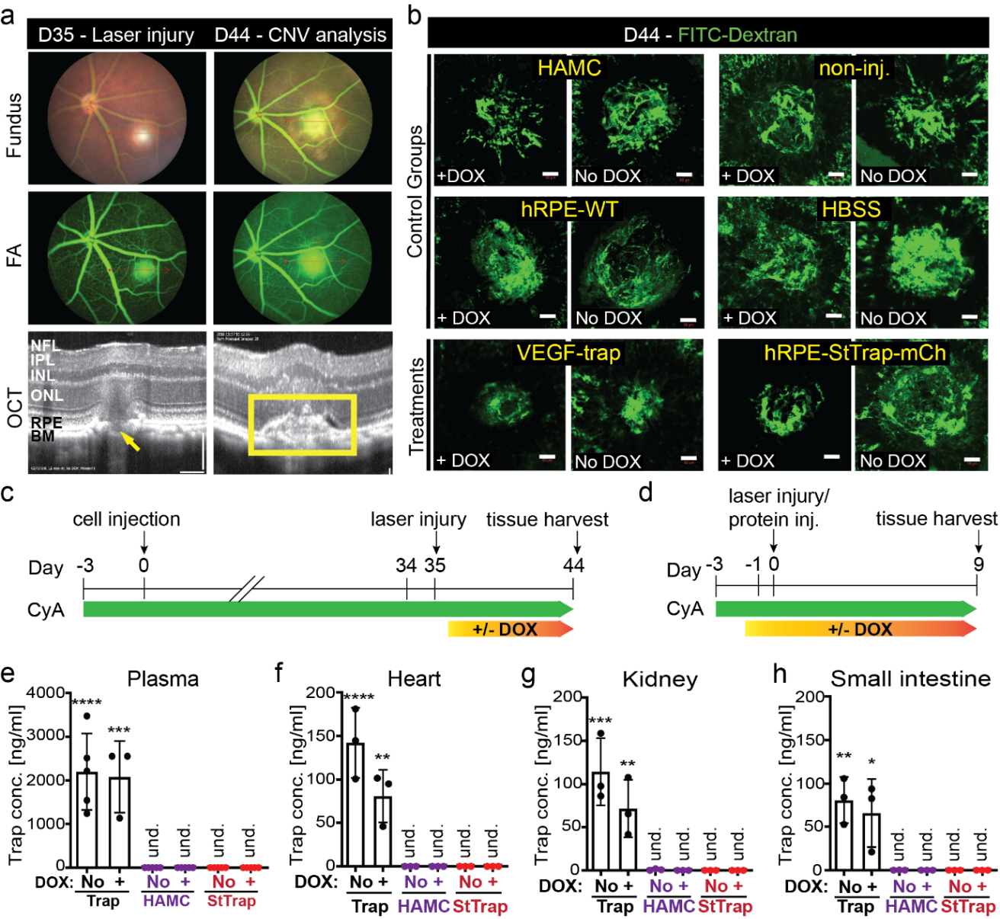 a
D35 - Laser injury
D44 - CNV analysis
Fundus
FA
OCT
NFL
IPL
INL
ONL
RPE
BM
b
D44 - FITC-Dextran
Control Groups
Treatments
HAMC
+DOX
No DOX
non-inj.
+ DOX
No DOX
hRPE-WT
+ DOX
No DOX
HBSS
+ DOX
No DOX
VEGF-trap
+ DOX
No DOX
hRPE-StTrap-mCh
+ DOX
No DOX
c
cell injection
laser injury
tissue harvest
Day -3 0 34 35 44
CyA
+/- DOX
d
laser injury/
protein inj.
tissue harvest
Day -3 -1 0 9
CyA
+/- DOX
e
Plasma
Trap conc. [ng/ml]
4000
3000
2000
1000
0
**** ***
und. und. und. und.
DOX: No + No + No +
Trap HAMC StTrap
f
Heart
Trap conc. [ng/ml]
200
150
100
50
0
**** **
und. und. und. und.
No + No + No +
Trap HAMC StTrap
g
Kidney
Trap conc. [ng/ml]
200
150
100
50
0
*** **
und. und. und. und.
DOX: No + No + No +
Trap HAMC StTrap
h
Small intestine
Trap conc. [ng/ml]
200
150
100
50
0
** *
und. und. und. und.
DOX: No + No + No +
Trap HAMC StTrap